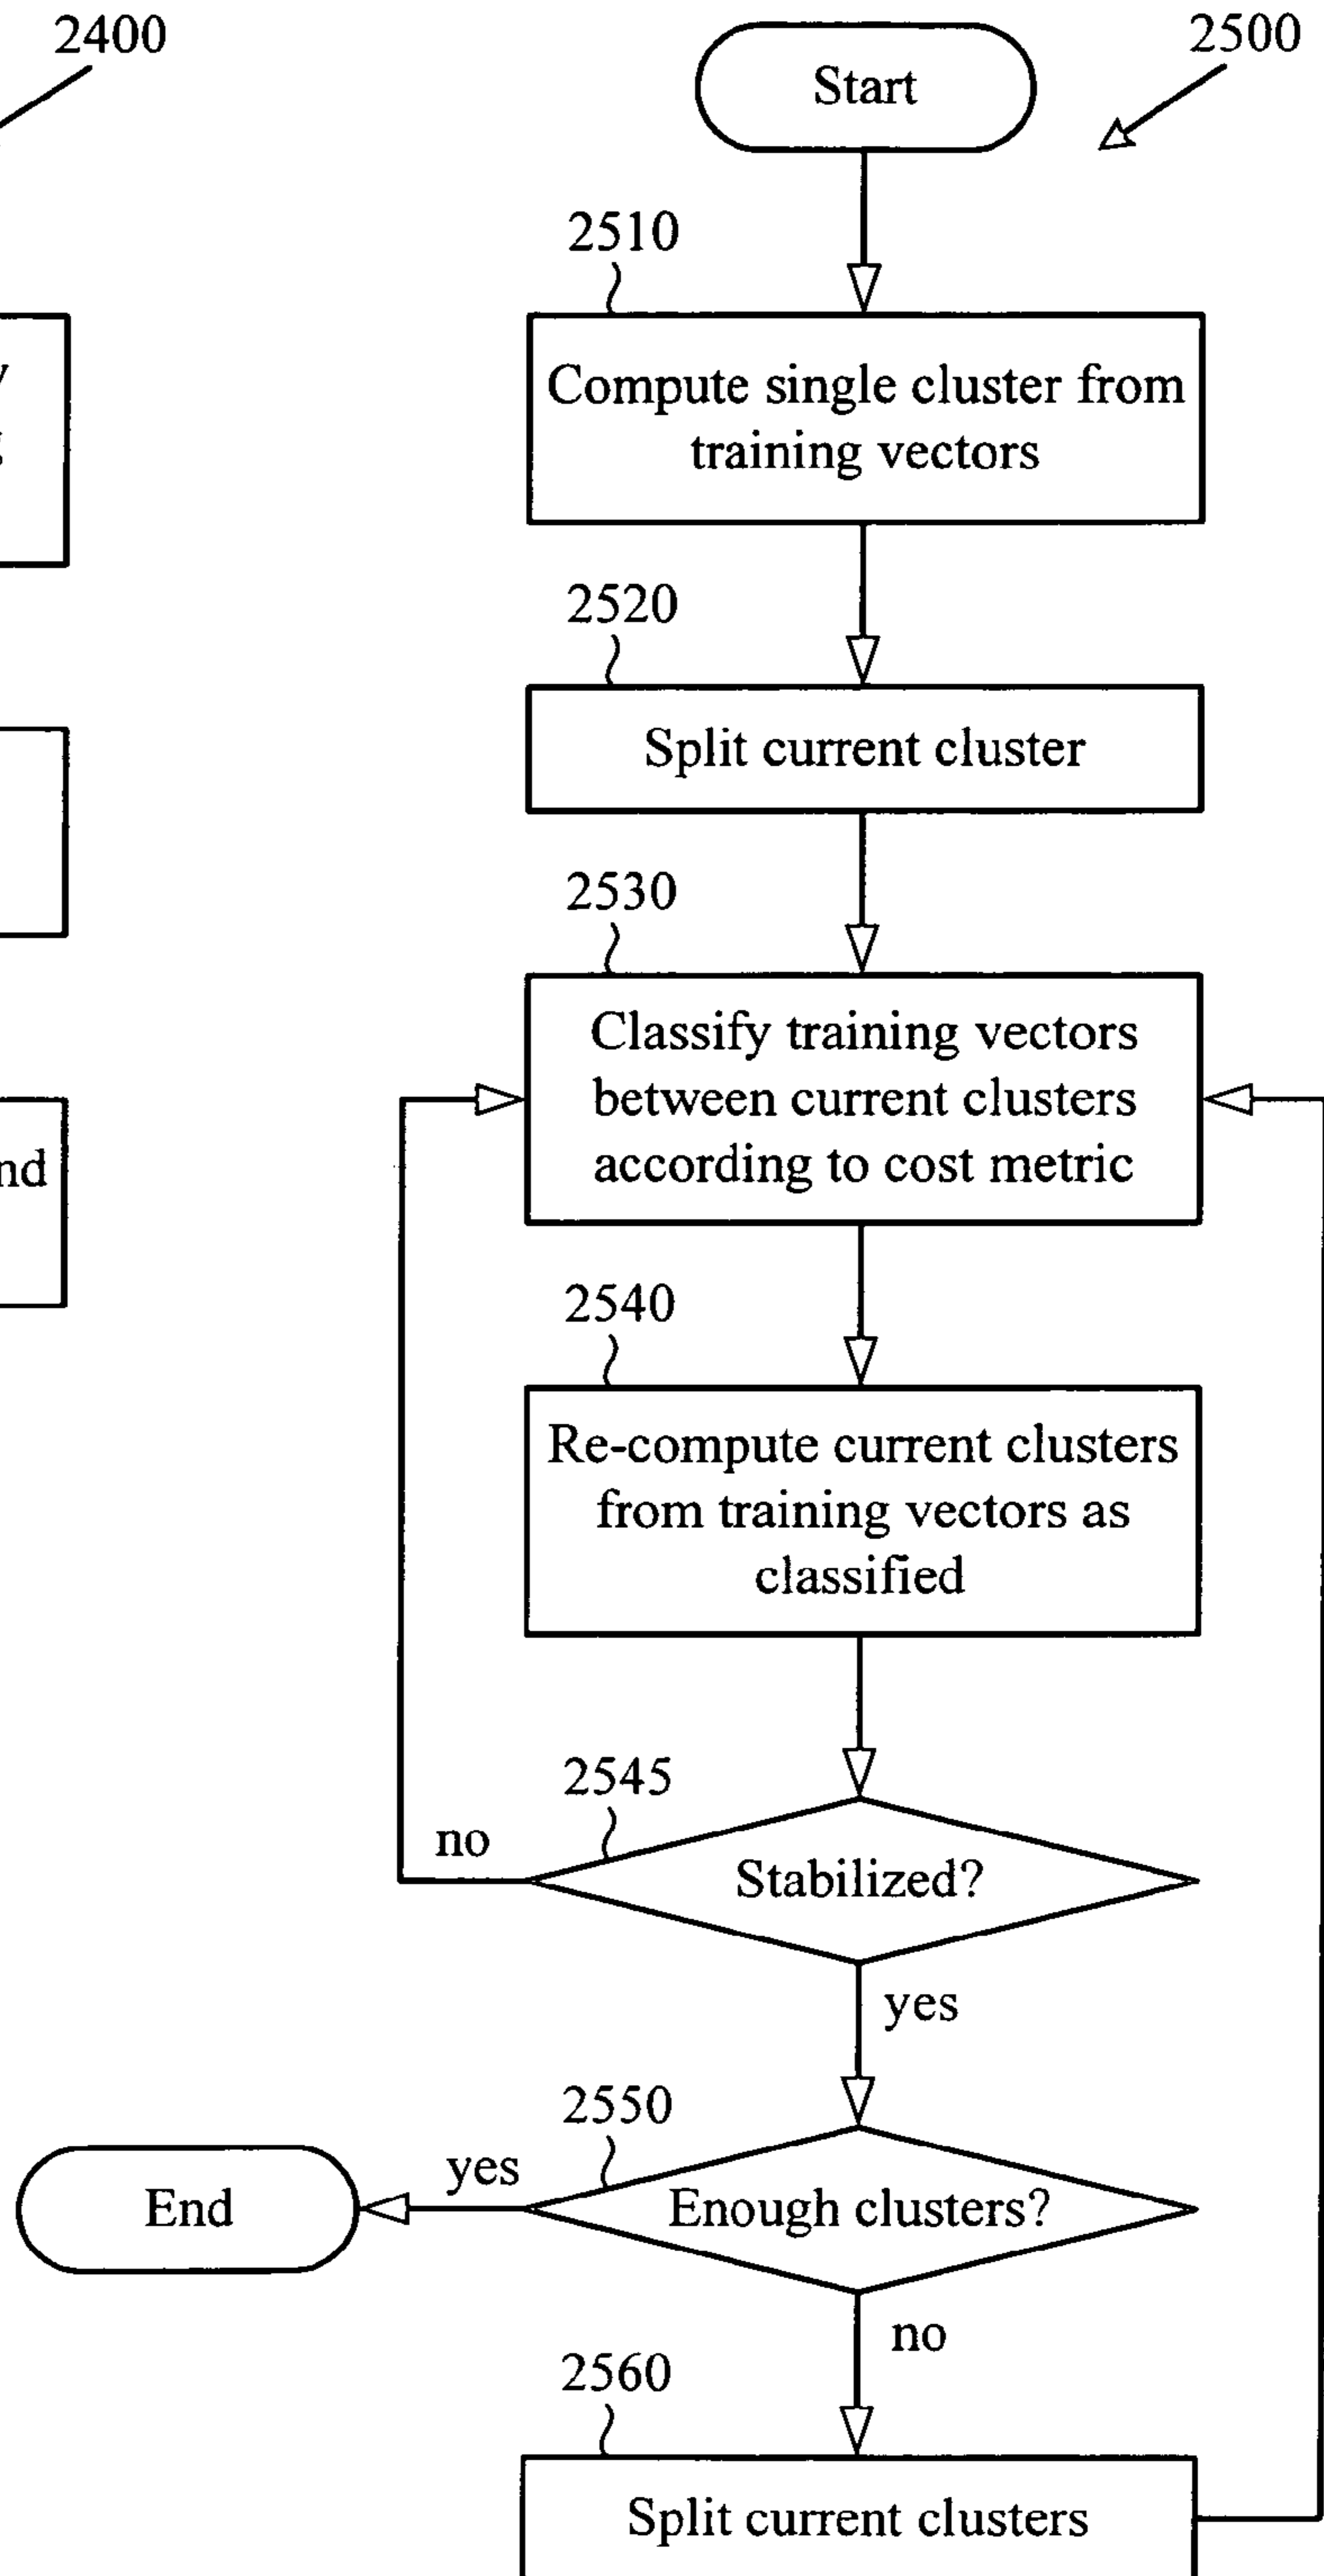 2400
2500
Start
2510
Compute single cluster from
training vectors
2520
Split current cluster
2530
Classify training vectors
between current clusters
according to cost metric
nd
2540
Re-compute current clusters
from training vectors as
classified
2545
no
Stabilized?
yes
2550
yes
End
Enough clusters?
no
2560
Split current clusters